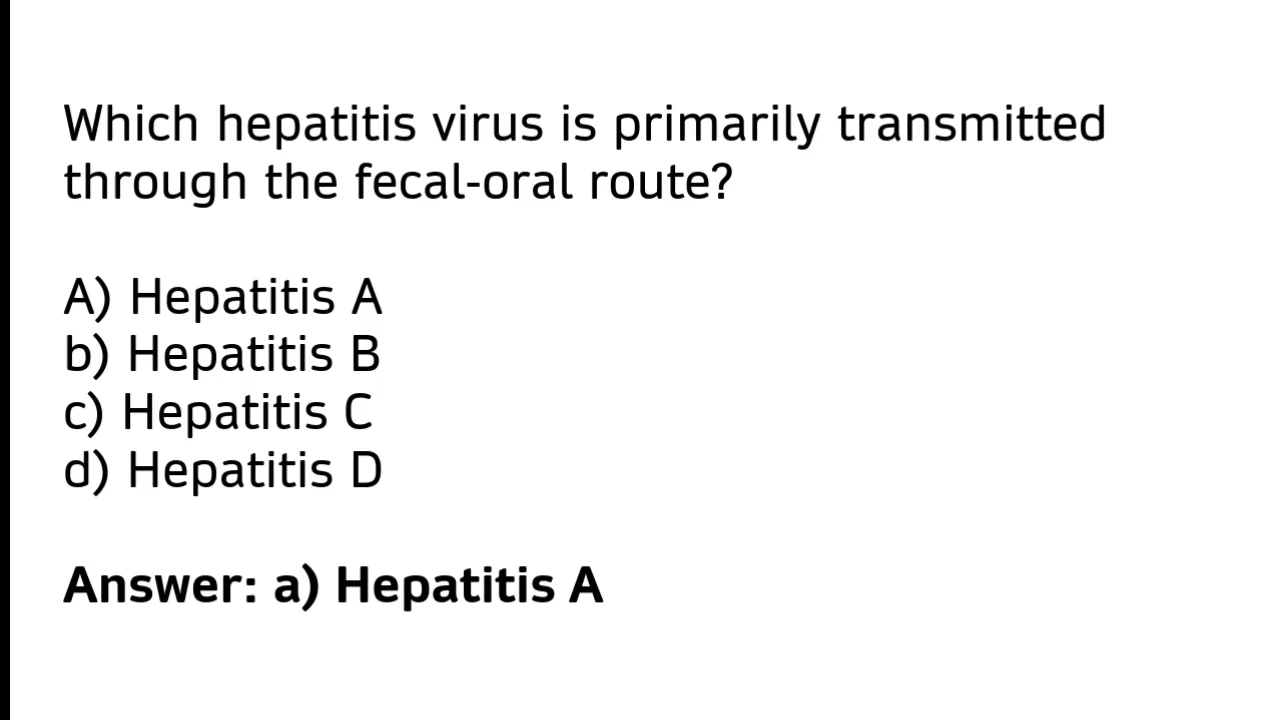 Which hepatitis virus is primarily transmitted
through the fecal-oral route?
A) Hepatitis A
b) Hepatitis B
c) Hepatitis C
d) Hepatitis D
Answer: a) Hepatitis A